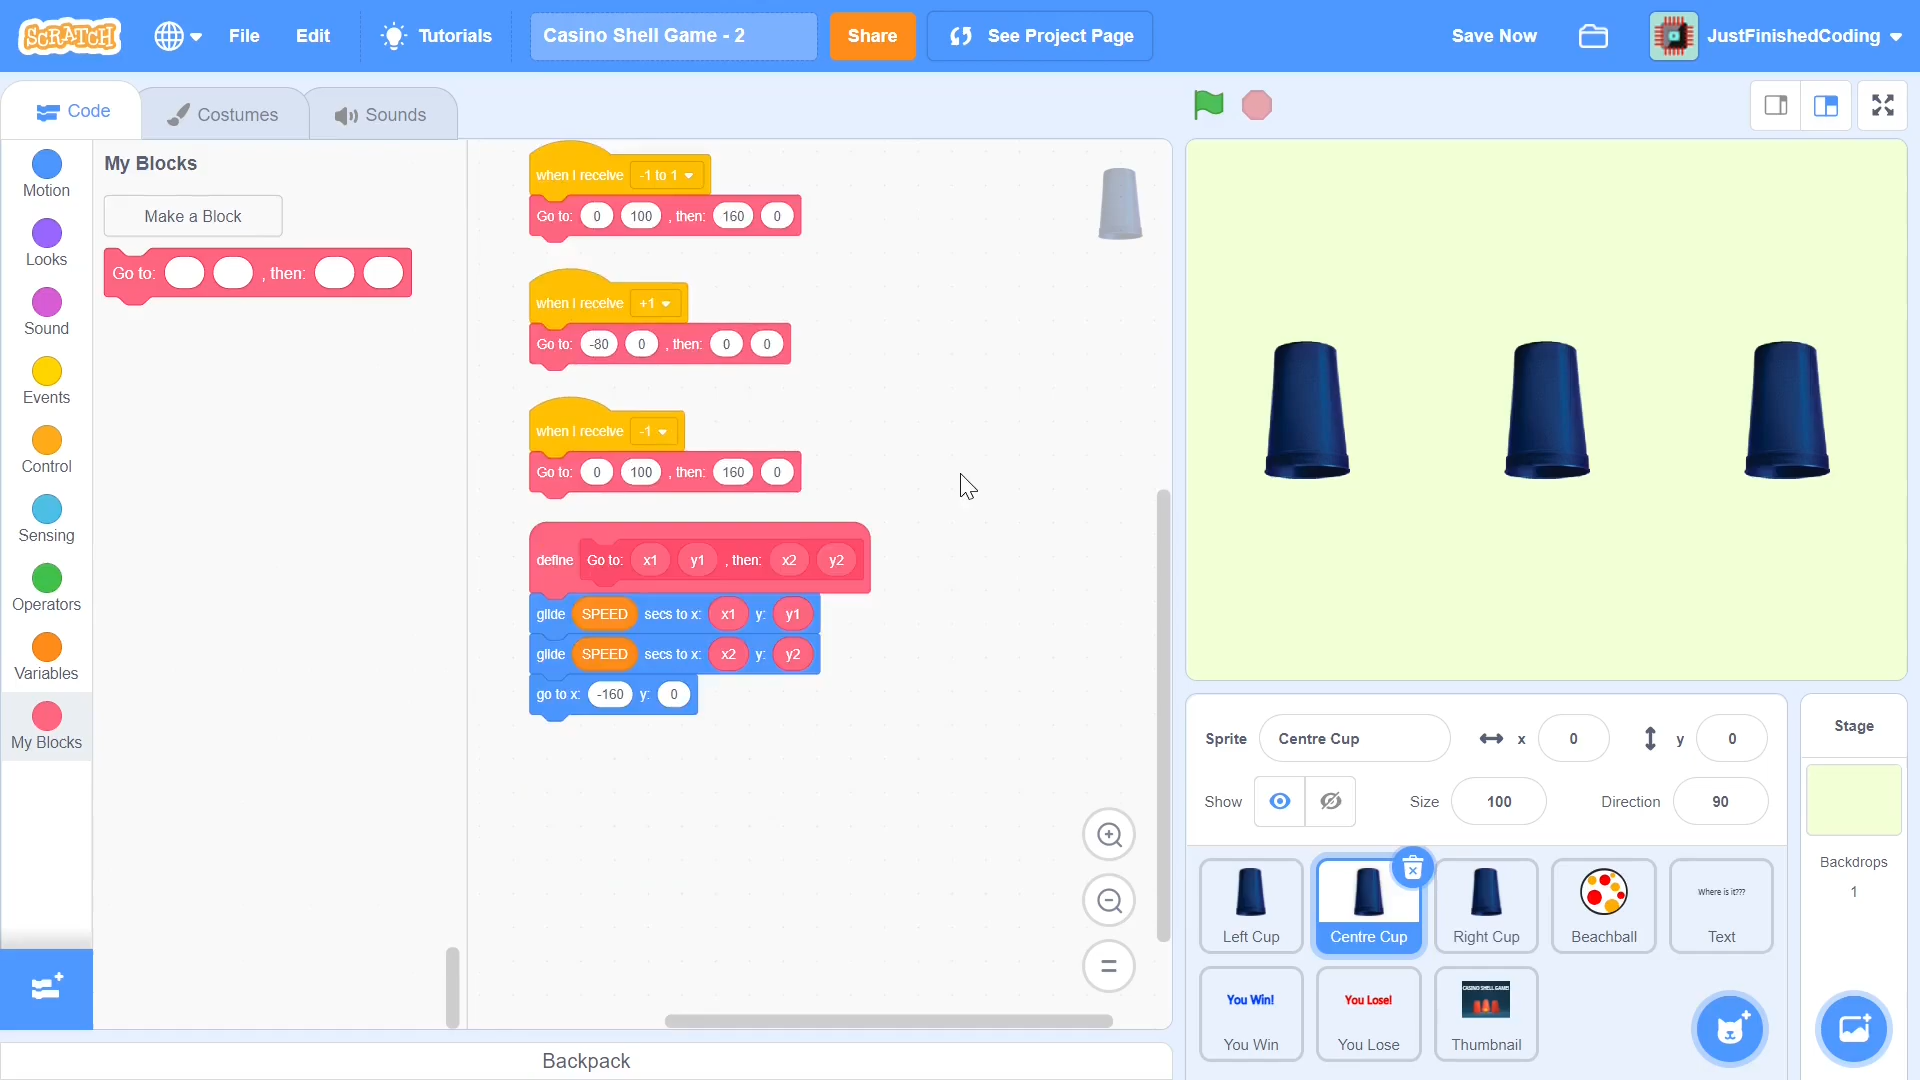 SCRATCH
File
Edit
Tutorials
Casino Shell Game - 2
Share
See Project Page
Save Now
JustFinishedCoding
Code
Costumes
Sounds
Motion
Looks
Sound
Events
Control
Sensing
Operators
Variables
My Blocks
My Blocks
Make a Block
Go to: , then:
when I receive -1 to 1
Go to: 0 100 , then: 160 0
when I receive +1
Go to: -80 0 , then: 0 0
when I receive -1
Go to: 0 100 , then: 160 0
define Go to: x1 y1 , then: x2 y2
glide SPEED secs to x: x1 y: y1
glide SPEED secs to x: x2 y: y2
go to x: -160 y: 0
Backpack
Sprite Centre Cup x 0 y 0
Show Size 100 Direction 90
Left Cup
Centre Cup
Right Cup
Beachball
Where is it???
Text
You Win!
You Win
You Lose!
You Lose
CASINO SHELL GAME!
Thumbnail
Stage
Backdrops
1